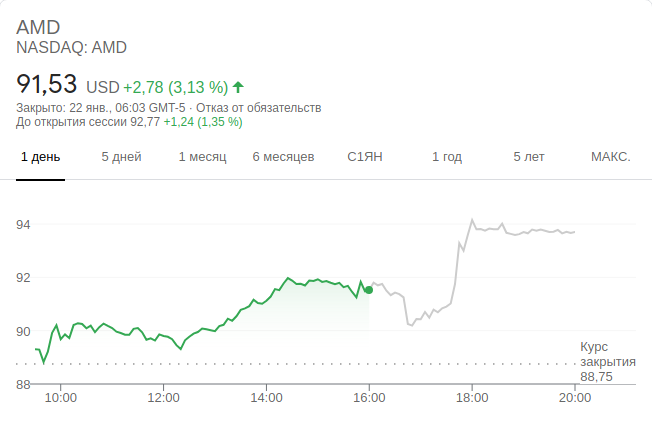 AMD
NASDAQ: AMD
91,53 USD +2,78 (3,13 %)
Закрыто: 22 янв., 06:03 GMT-5 · Отказ от обязательств
До открытия сессии 92,77 +1,24 (1,35 %)
1 день 5 дней 1 месяц 6 месяцев С1ЯН 1 год 5 лет МАКС.
94
92
90
Курс
закрытия
88,75
88
10:00 12:00 14:00 16:00 18:00 20:00